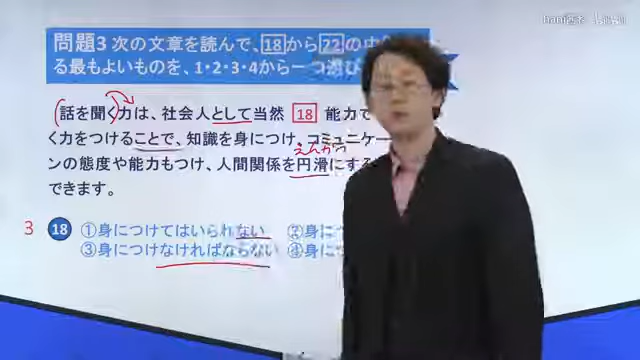 問題3 次の文章を読んで、18から22の
る最もよいものを、1・2・3・4から一つ選び
(話を聞く)力は、社会人として当然 18 能力で
く力をつけることで、知識を身につけ、コミュニケー
えんかつ
ンの態度や能力もつけ、人間関係を円滑にする
できます。
3 18 ①身につけてはいられない ②身に
③身につけなければならない ④身に